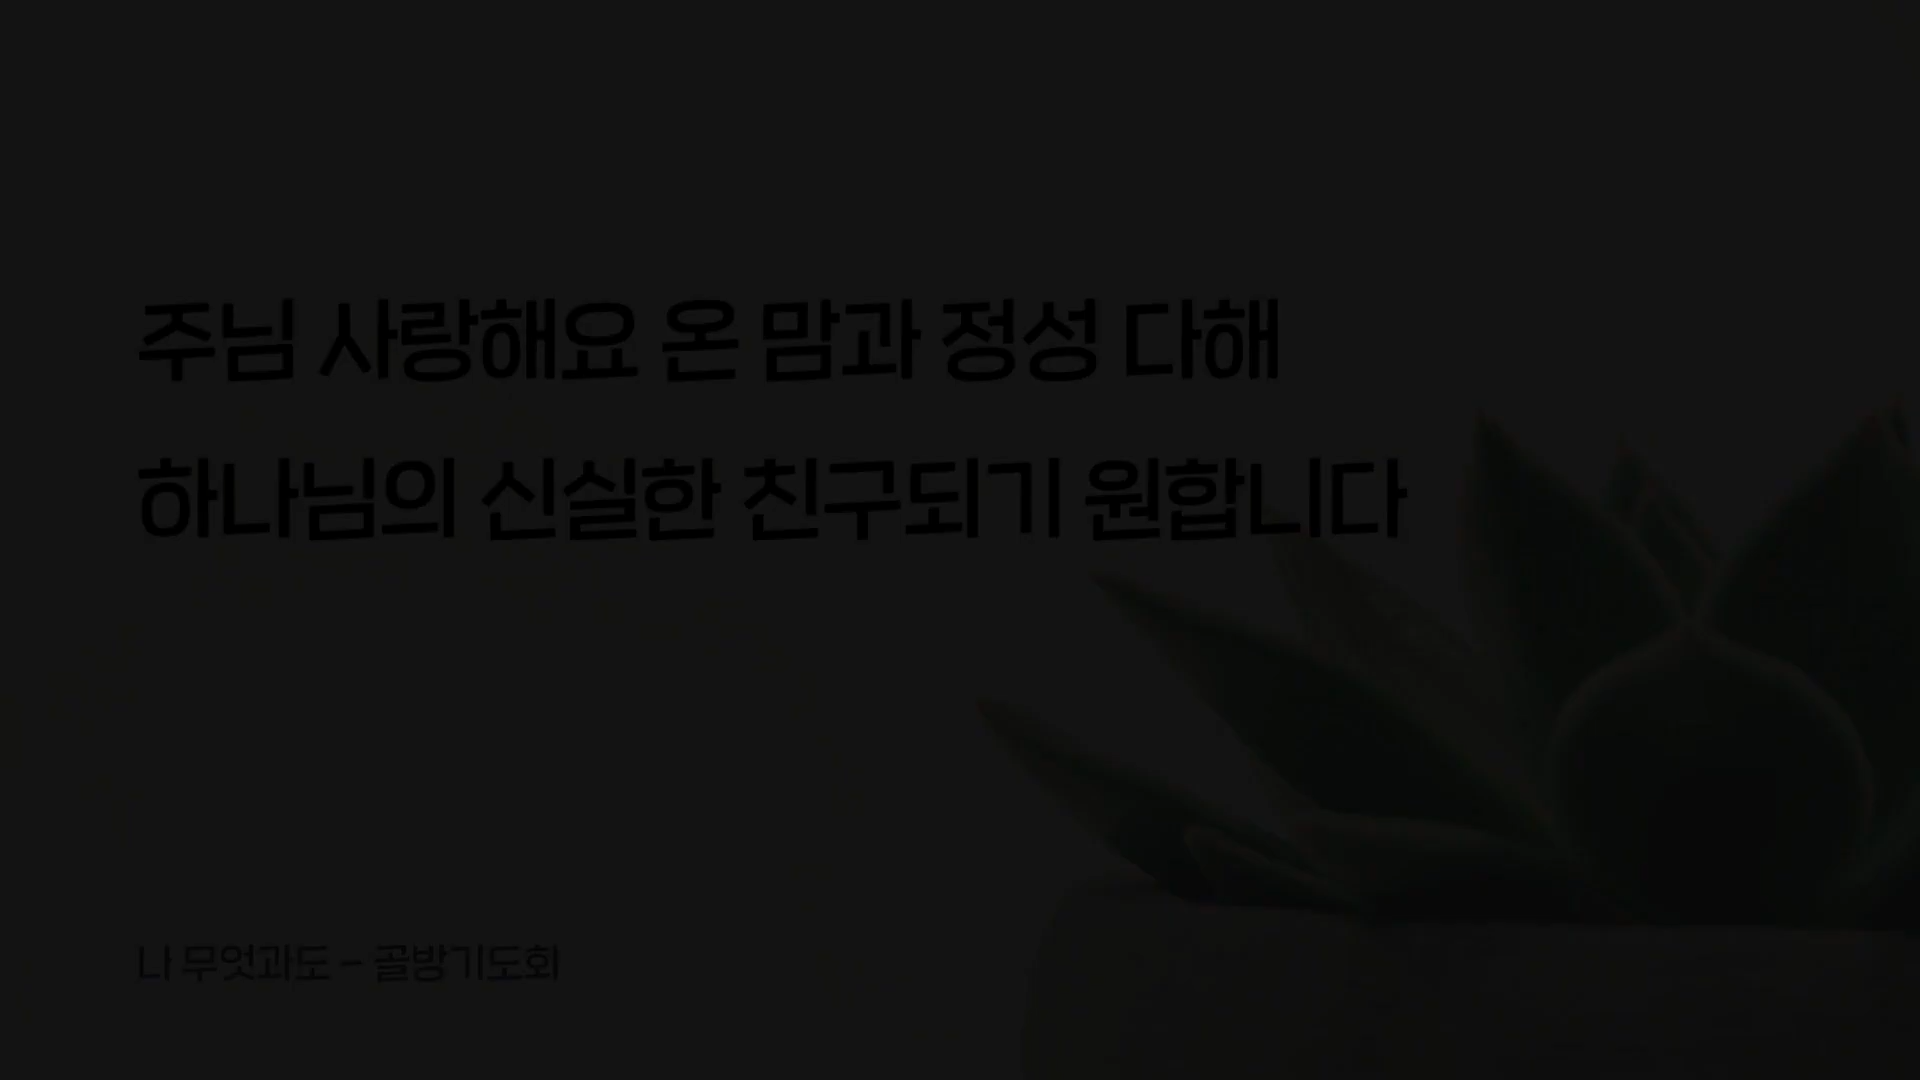 주님 사랑해요 온 맘과 정성 다해
하나님의 신실한 친구되기 원합니다
나 무엇과도 - 골방기도회